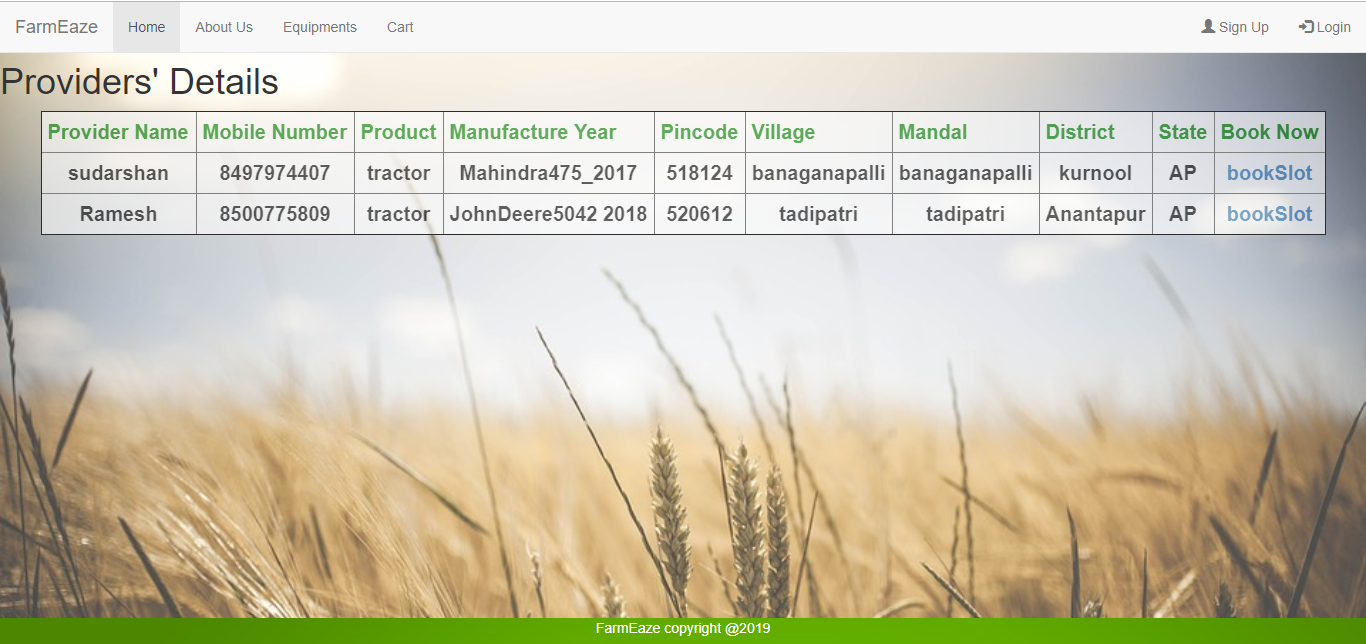 FarmEaze Home About Us Equipments Cart Sign Up Login
Providers' Details
Provider Name Mobile Number Product Manufacture Year Pincode Village Mandal District State Book Now
sudarshan 8497974407 tractor Mahindra475_2017 518124 banaganapalli banaganapalli kurnool AP bookSlot
Ramesh 8500775809 tractor JohnDeere5042 2018 520612 tadipatri tadipatri Anantapur AP bookSlot
FarmEaze copyright @2019